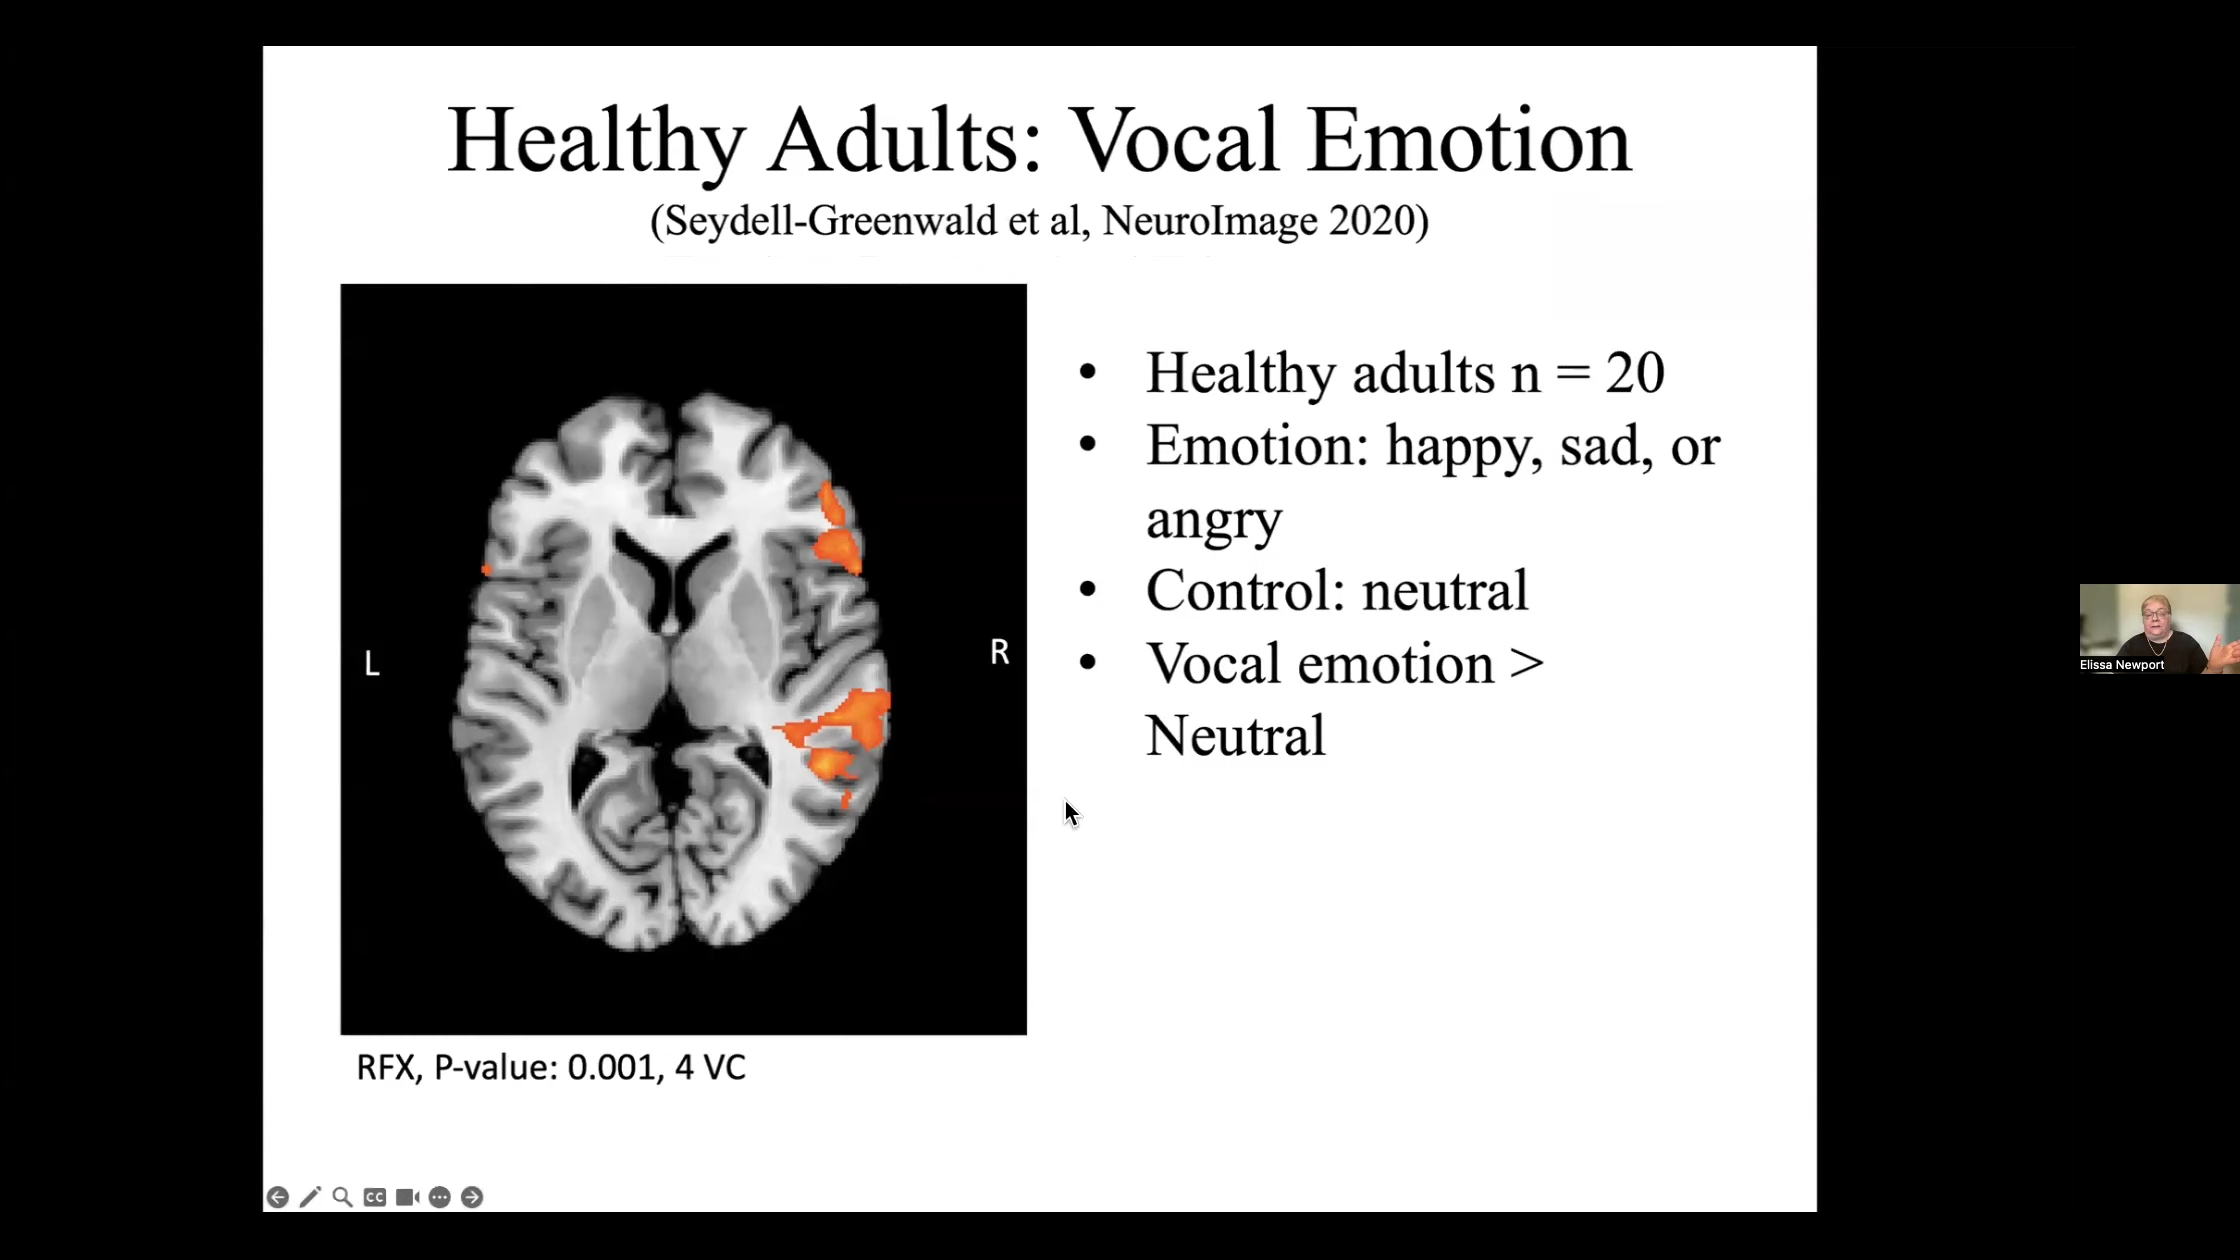 Healthy Adults: Vocal Emotion
(Seydell-Greenwald et al, NeuroImage 2020)
L
R
• Healthy adults n = 20
• Emotion: happy, sad, or
angry
• Control: neutral
• Vocal emotion >
Neutral
RFX, P-value: 0.001, 4 VC
CC
Elissa Newport